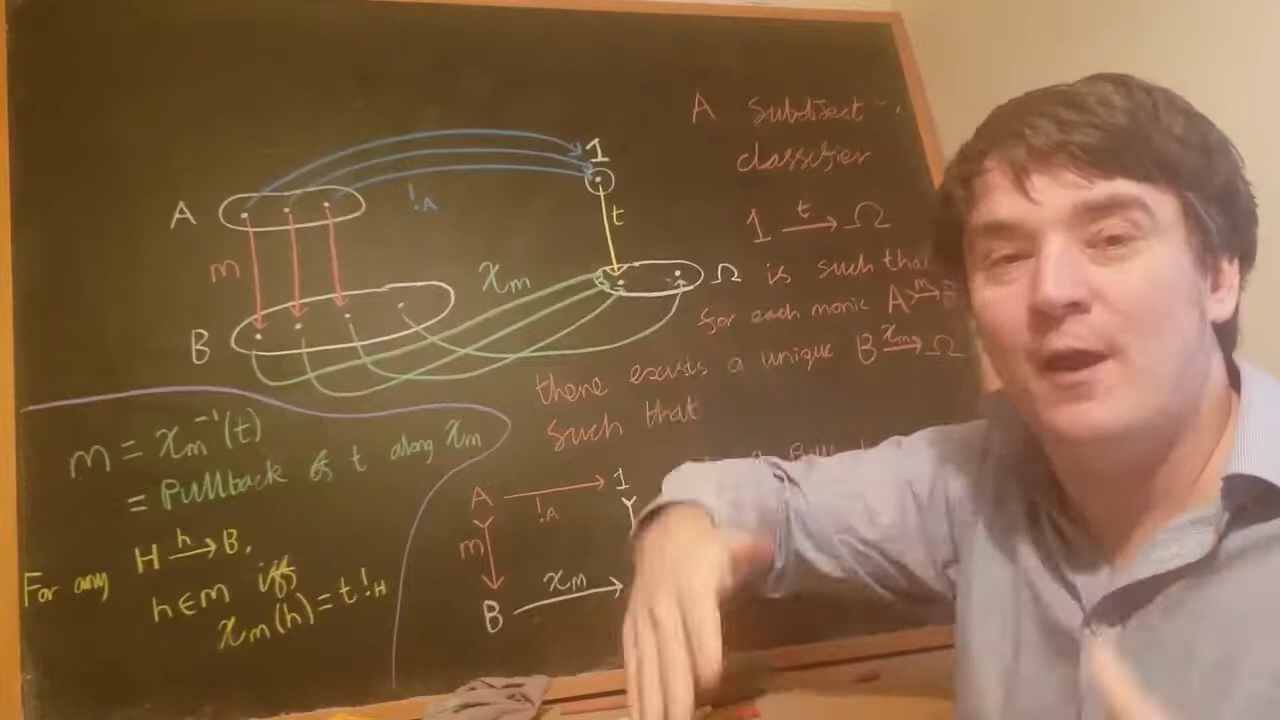 A subobject
classifier
1 t→ Ω
is such that
for each monic A m
there exists a unique B χm→ Ω
such that
A !A 1
m
B χm
A !A 1
m t
B χm Ω
m = χm⁻¹(t)
= Pullback of t along χm
For any H h→ B,
h ∈ m iff
χm(h) = t !H